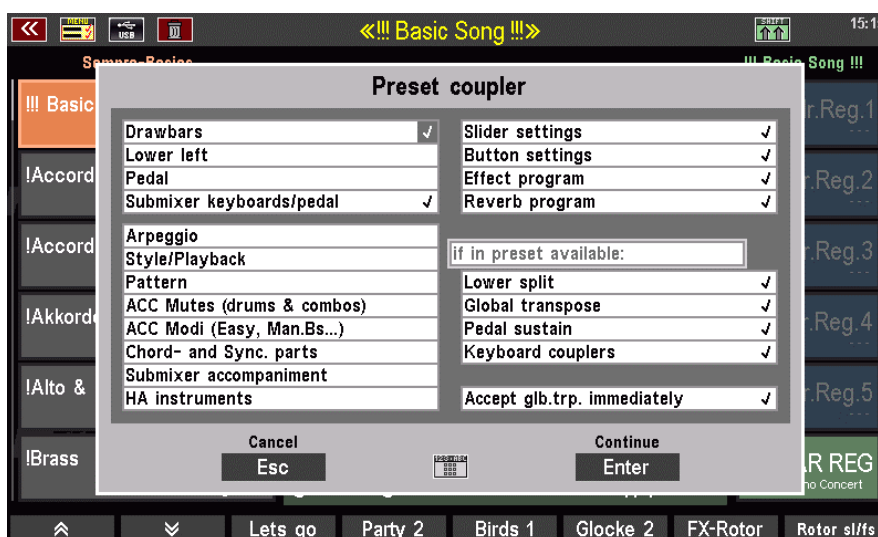 MENU
USB
«!!! Basic Song !!!»
SHIFT
15:1
!!! Basic Song !!!
!!! Basic
Preset coupler
r.Reg.1
Drawbars
Slider settings
Lower left
Button settings
Pedal
Effect program
!Accord
r.Reg.2
Submixer keyboards/pedal
Reverb program
Arpeggio
!Accord
if in preset available:
r.Reg.3
Style/Playback
Pattern
Lower split
ACC Mutes (drums & combos)
Global transpose
!Akkorde
r.Reg.4
ACC Modi (Easy, Man.Bs...)
Pedal sustain
Chord- and Sync. parts
Keyboard couplers
Submixer accompaniment
!Alto &
r.Reg.5
HA instruments
Accept glb.trp. immediately
Cancel
Continue
!Brass
Esc
123-ABC
Enter
R REG
no Concert
Lets go
Party 2
Birds 1
Glocke 2
FX-Rotor
Rotor sl/fs